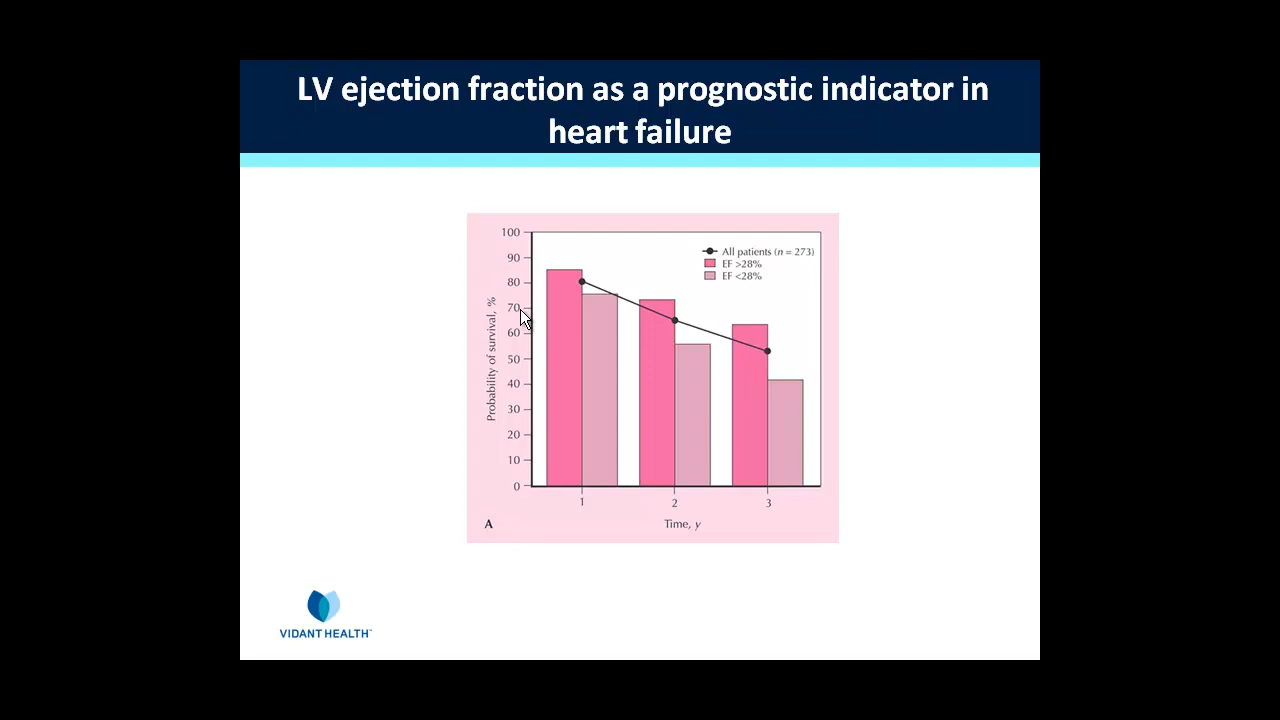 LV ejection fraction as a prognostic indicator in
heart failure
100
90
80
70
60
50
40
30
20
10
0
Probability of survival, %
All patients (n = 273)
EF >28%
EF <28%
1
2
3
Time, y
A
VIDANT HEALTH™